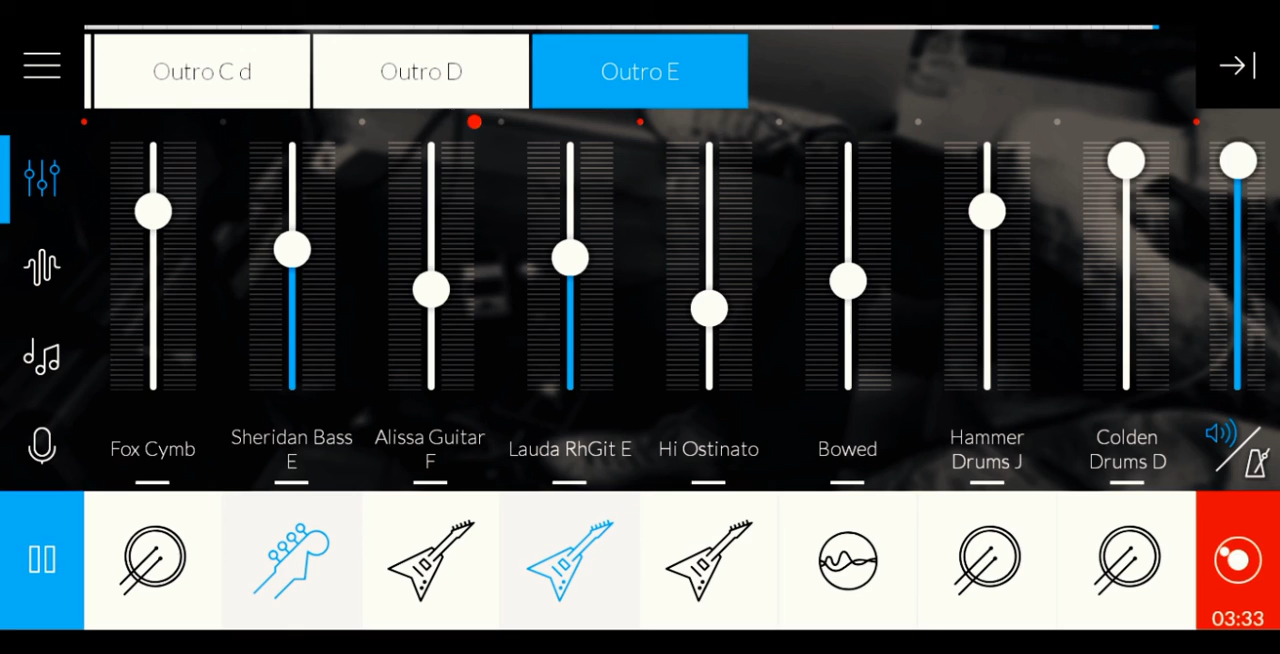 Outro C d
Outro D
Outro E
Fox Cymb
Sheridan Bass
E
Alissa Guitar
F
Lauda RhGit E
Hi Ostinato
Bowed
Hammer
Drums J
Colden
Drums D
03:33